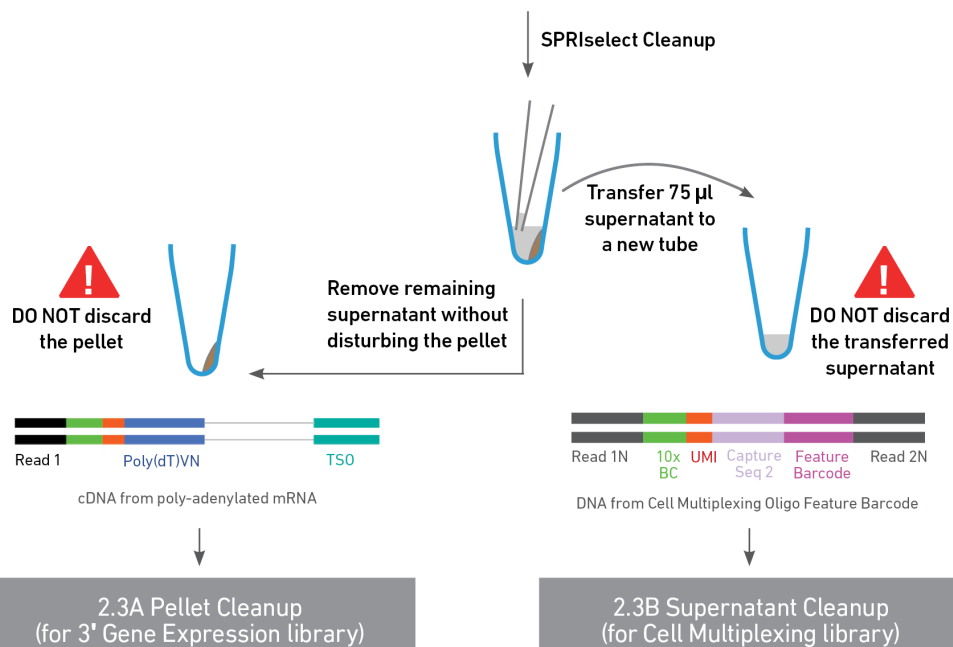 SPRIselect Cleanup
Transfer 75 µl
supernatant to
a new tube
!
DO NOT discard
the pellet
Remove remaining
supernatant without
disturbing the pellet
!
DO NOT discard
the transferred
supernatant
Read 1
Poly(dT)VN
TSO
cDNA from poly-adenylated mRNA
Read 1N
10x
BC
UMI
Capture
Seq 2
Feature
Barcode
Read 2N
DNA from Cell Multiplexing Oligo Feature Barcode
2.3A Pellet Cleanup
(for 3' Gene Expression library)
2.3B Supernatant Cleanup
(for Cell Multiplexing library)